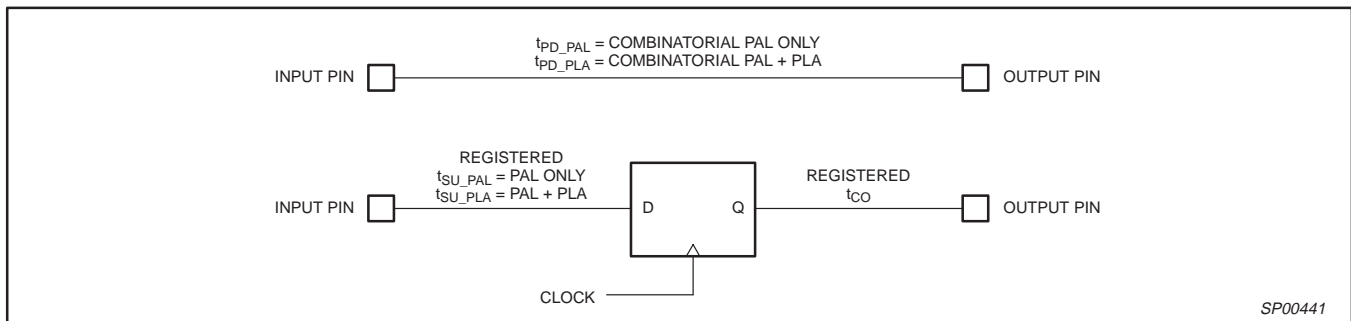 tPD_PAL = COMBINATORIAL PAL ONLY
tPD_PLA = COMBINATORIAL PAL + PLA
INPUT PIN
OUTPUT PIN
REGISTERED
tSU_PAL = PAL ONLY
tSU_PLA = PAL + PLA
REGISTERED
tCO
INPUT PIN
D
Q
OUTPUT PIN
CLOCK
SP00441